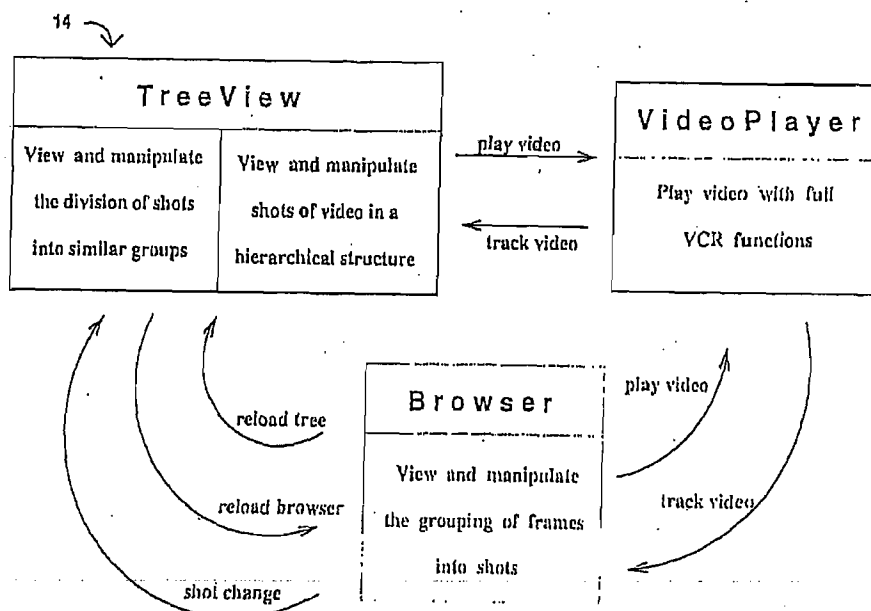 14
TreeView
View and manipulate
the division of shots
into similar groups
View and manipulate
shots of video in a
hierarchical structure
play video
track video
VideoPlayer
Play video with full
VCR functions
reload tree
reload browser
shot change
Browser
View and manipulate
the grouping of frames
into shots
play video
track video